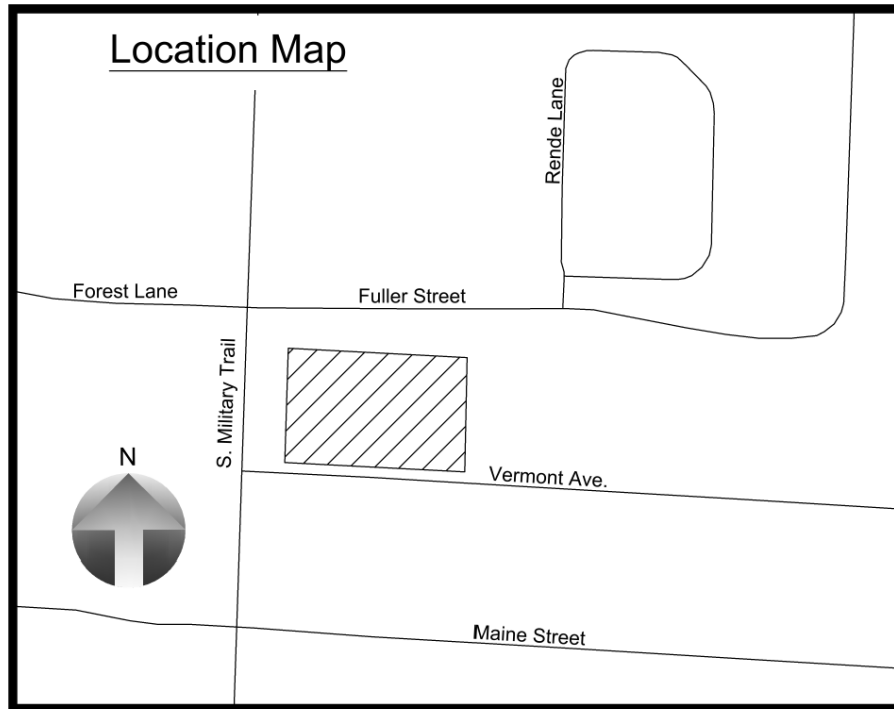 Location Map
Rende Lane
Forest Lane
Fuller Street
S. Military Trail
N
Vermont Ave.
Maine Street